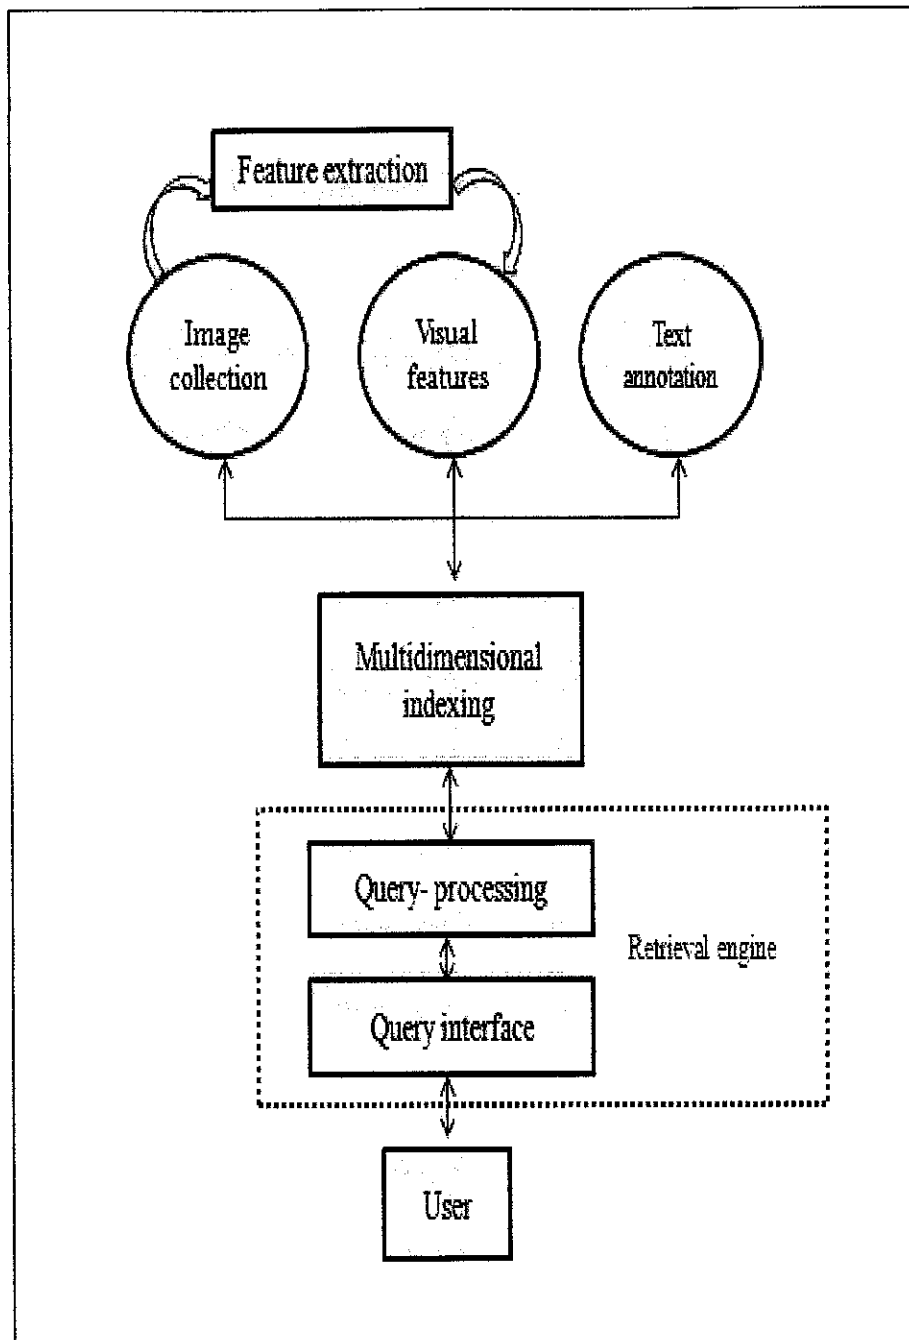 Feature extraction
Image
collection
Visual
features
Text
annotation
Multidimensional
indexing
Query- processing
Retrieval engine
Query interface
User